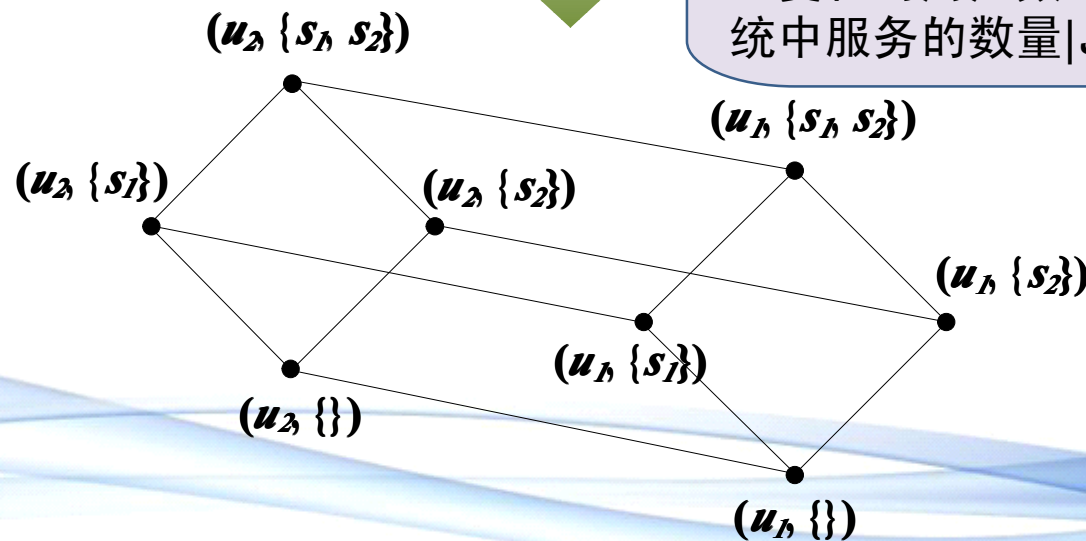 统中服务的数量|
(u₂, {s₁, s₂})
(u₁, {s₁, s₂})
(u₂, {s₁})
(u₂, {s₂})
(u₁, {s₂})
(u₁, {s₁})
(u₂, {})
(u₁, {})